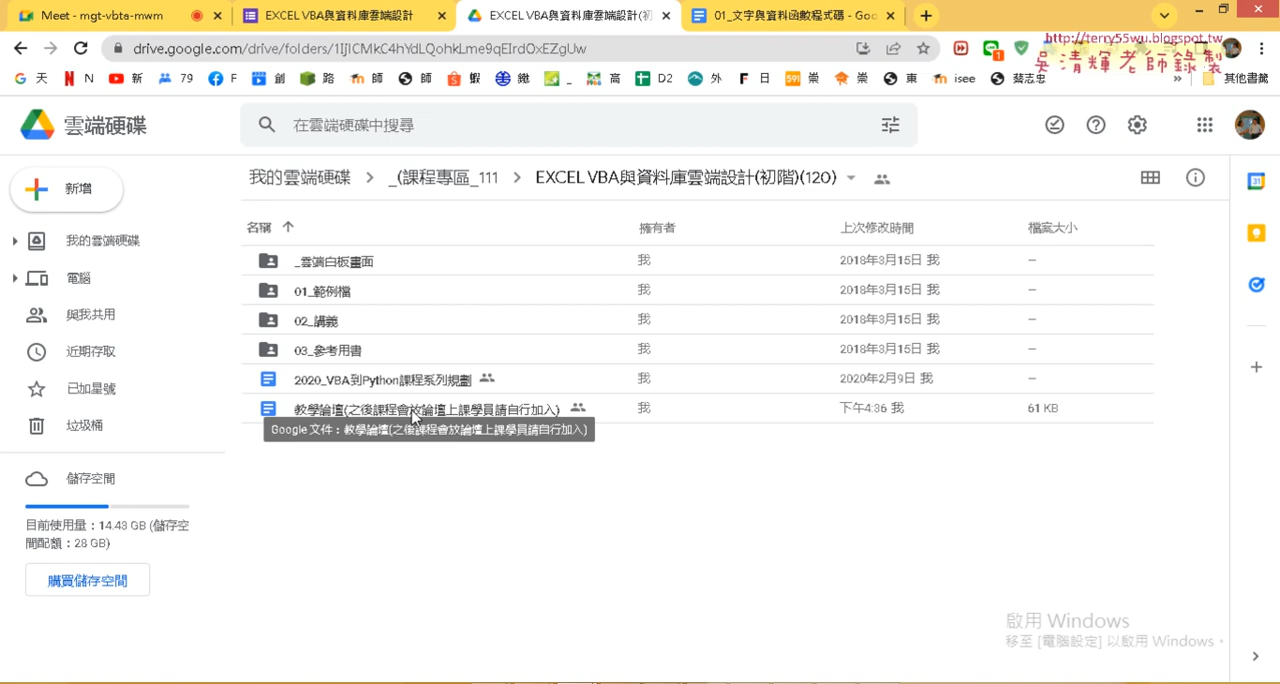 Meet - mgt-vbta-mwm
EXCEL VBA與資料庫雲端設計
EXCEL VBA與資料庫雲端設計(初
01_文字與資料函數程式碼 - Goo
drive.google.com/drive/folders/1IjICMkC4hYdLQohkLme9qEIrdOxEZgUw
http://terry55wu.blogspot.tw
吳清輝老師錄製
天
N
新
79
F
創
路
師
師
蝦
緻
_
高
D2
外
日
崇
崇
東
isee
蔡志忠
»
其他書籤
雲端硬碟
在雲端硬碟中搜尋
新增
我的雲端硬碟 > _(課程專區_111 > EXCEL VBA與資料庫雲端設計(初階)(120)
名稱 擁有者 上次修改時間 檔案大小
_雲端白板畫面 我 2018年3月15日 我 –
01_範例檔 我 2018年3月15日 我 –
02_講義 我 2018年3月15日 我 –
03_參考用書 我 2018年3月15日 我 –
2020_VBA到Python課程系列規劃 我 2020年2月9日 我 –
教學論壇(之後課程會放論壇上課學員請自行加入) 我 下午4:36 我 61 KB
Google 文件：教學論壇(之後課程會放論壇上課學員請自行加入)
我的雲端硬碟
電腦
與我共用
近期存取
已加星號
垃圾桶
儲存空間
目前使用量：14.43 GB (儲存空
間配額：28 GB)
購買儲存空間
啟用 Windows
移至 [電腦設定] 以啟用 Windows。